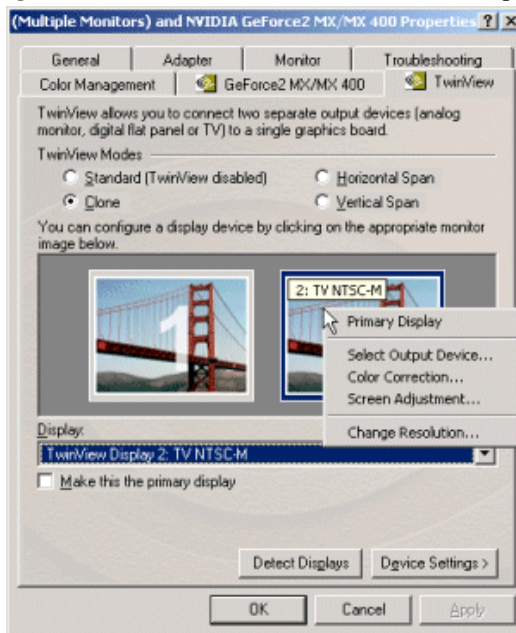 (Multiple Monitors) and NVIDIA GeForce2 MX/MX 400 Properties
General Adapter Monitor Troubleshooting
Color Management GeForce2 MX/MX 400 TwinView
TwinView allows you to connect two separate output devices (analog
monitor, digital flat panel or TV) to a single graphics board.
TwinView Modes
Standard (TwinView disabled) Horizontal Span
Clone Vertical Span
You can configure a display device by clicking on the appropriate monitor
image below.
1
2: TV NTSC-M
Primary Display
Select Output Device...
Color Correction...
Screen Adjustment...
Change Resolution...
Display:
TwinView Display 2: TV NTSC-M
Make this the primary display
Detect Displays Device Settings >
OK Cancel Apply